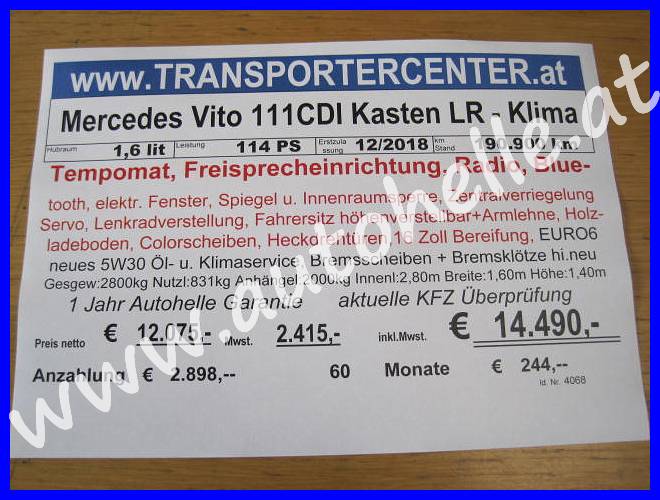 www.TRANSPORTERCENTER.at
Mercedes Vito 111CDI Kasten LR - Klima
Hubraum 1,6 lit Leistung 114 PS Erstzulassung 12/2018 km Stand 190.900 km
Tempomat, Freisprecheinrichtung, Radio, Blue-
tooth, elektr. Fenster, Spiegel u. Innenraumsperre, Zentralverriegelung
Servo, Lenkradverstellung, Fahrersitz höhenverstellbar+Armlehne, Holz-
ladeboden, Colorscheiben, Heckdrehtüren, 16 Zoll Bereifung, EURO6
neues 5W30 Öl- u. Klimaservice, Bremsscheiben + Bremsklötze hi.neu
Gesgew:2800kg Nutzl:831kg Anhängel:2000kg Innenl:2,80m Breite:1,60m Höhe:1,40m
1 Jahr Autohelle Garantie aktuelle KFZ Überprüfung
Preis netto € 12.075,- Mwst. 2.415,- inkl.Mwst. € 14.490,-
Anzahlung € 2.898,-- 60 Monate € 244,--
Id. Nr. 4068
www.autohelle.at